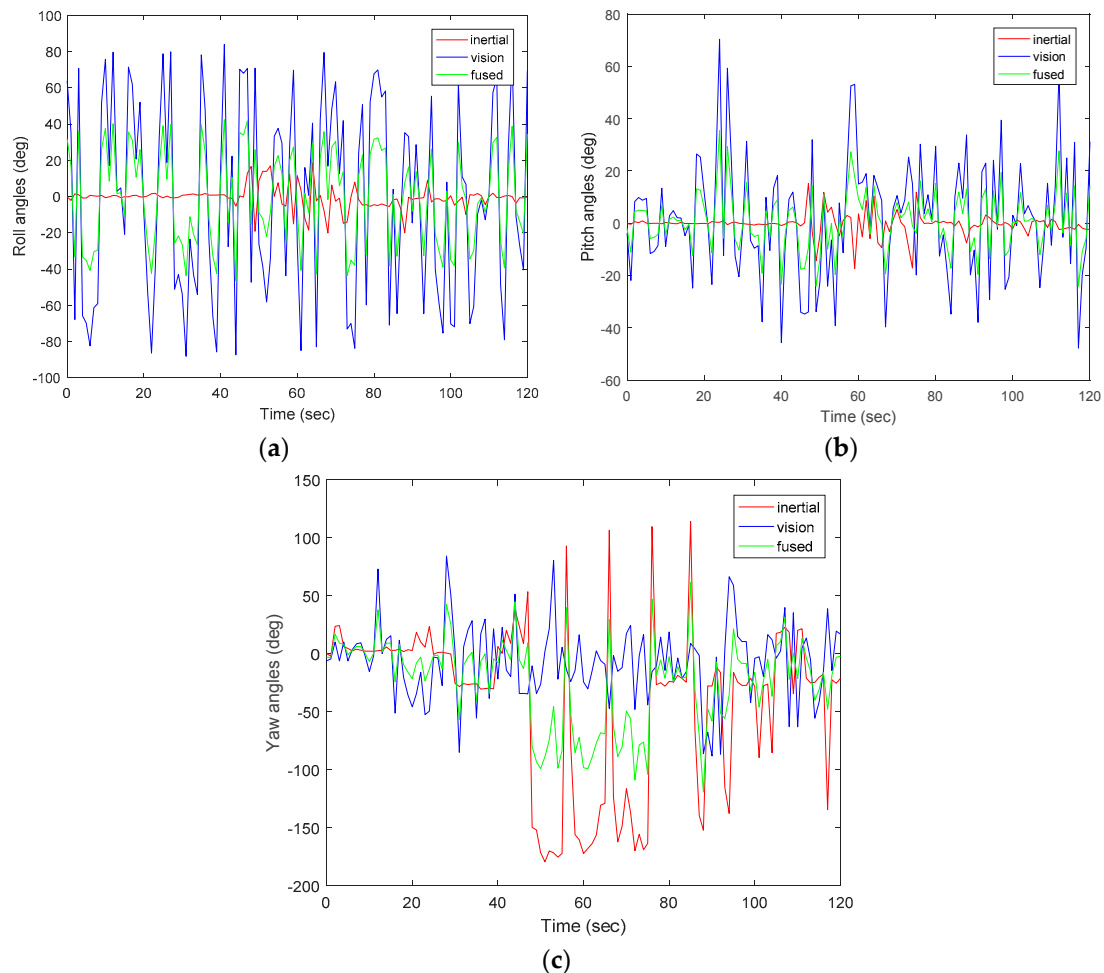 100
80
60
40
20
0
-20
-40
-60
-80
-100
Roll angles (deg)
inertial
vision
fused
0 20 40 60 80 100 120
Time (sec)
(a)
80
60
40
20
0
-20
-40
-60
Pitch angles (deg)
inertial
vision
fused
0 20 40 60 80 100 120
Time (sec)
(b)
150
100
50
0
-50
-100
-150
-200
Yaw angles (deg)
inertial
vision
fused
0 20 40 60 80 100 120
Time (sec)
(c)